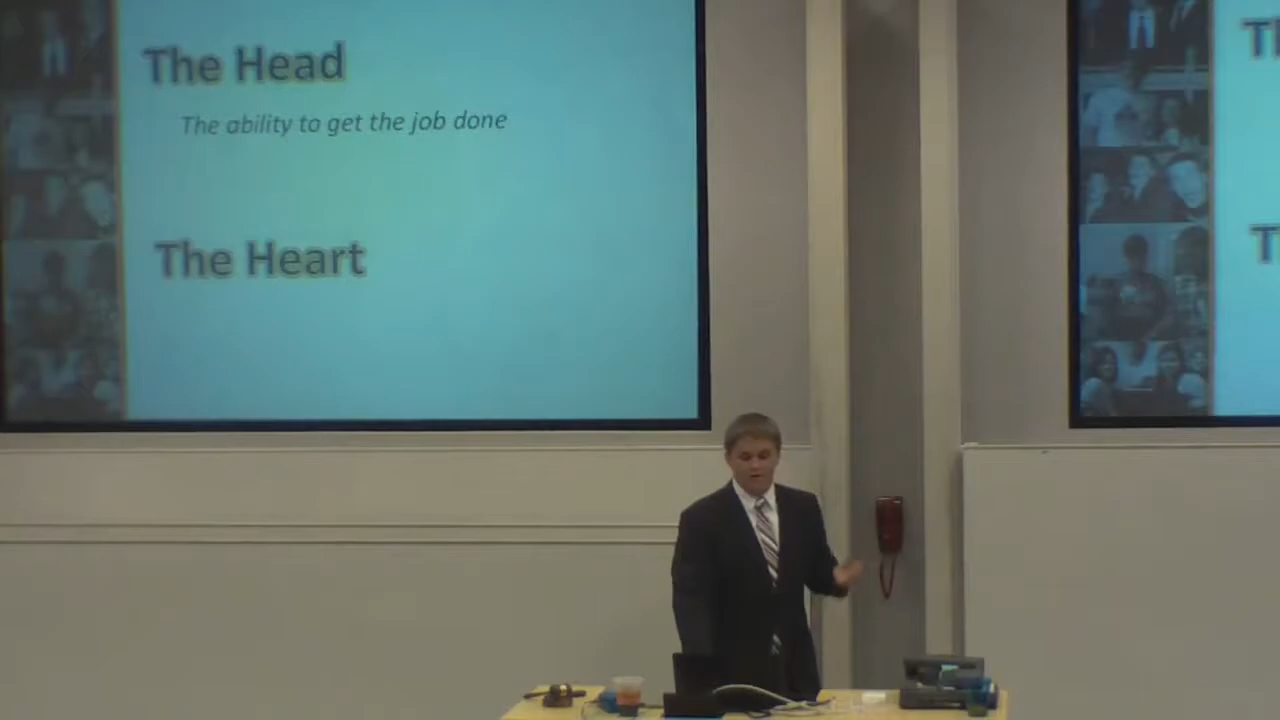 The Head
The ability to get the job done
The Heart
T
T